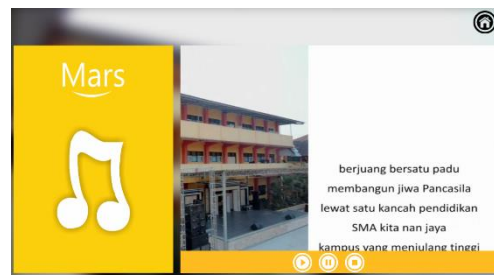 Mars
berjuang bersatu padu
membangun jiwa Pancasila
lewat satu kancah pendidikan
SMA kita nan jaya
kampus yang menjulang tinggi